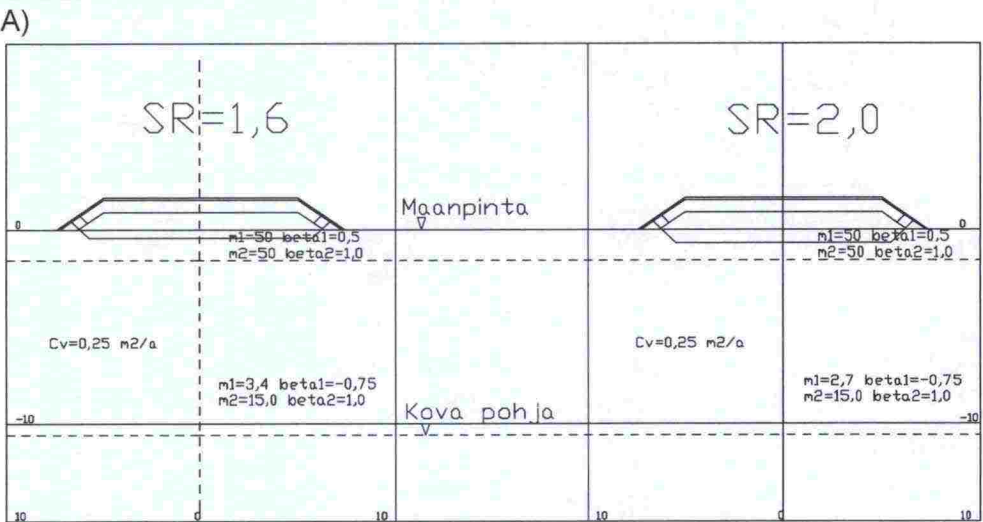 A)
SR=1,6
SR=2,0
Maanpinta
0
0
m1=50 beta1=0,5
m2=50 beta2=1,0
m1=50 beta1=0,5
m2=50 beta2=1,0
Cv=0,25 m2/a
Cv=0,25 m2/a
m1=3,4 beta1=-0,75
m2=15,0 beta2=1,0
m1=2,7 beta1=-0,75
m2=15,0 beta2=1,0
Kova pohja
-10
-10
10 0 10 10 0 10